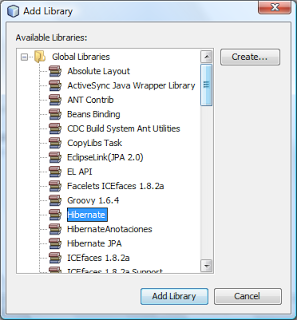 Add Library
Available Libraries:
Global Libraries
Create...
Absolute Layout
ActiveSync Java Wrapper Library
ANT Contrib
Beans Binding
CDC Build System Ant Utilities
CopyLibs Task
EclipseLink(JPA 2.0)
EL API
Facelets ICEfaces 1.8.2a
Groovy 1.6.4
Hibernate
HibernateAnotaciones
Hibernate JPA
ICEfaces 1.8.2a
ICEfaces 1.8.2a Support
Add Library
Cancel